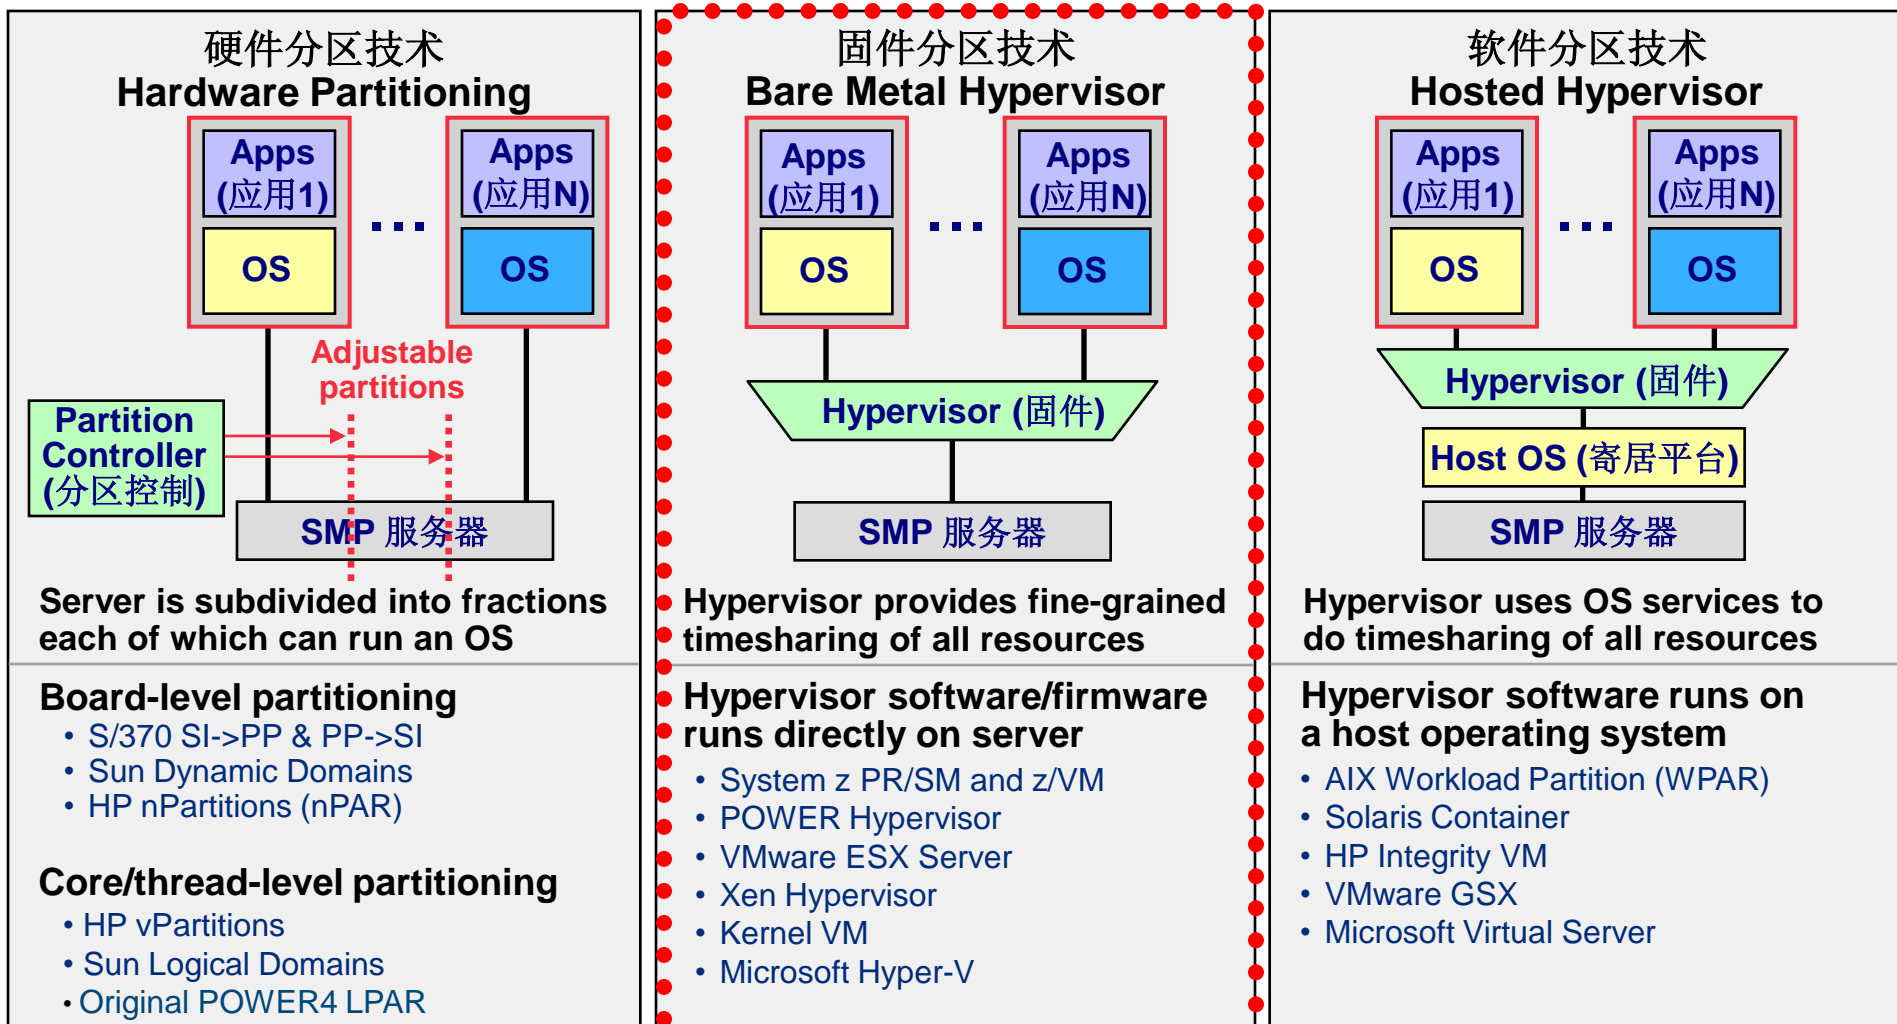 硬件分区技术
Hardware Partitioning
Apps
(应用1)
OS
...
Apps
(应用N)
OS
Adjustable
partitions
Partition
Controller
(分区控制)
SMP 服务器
Server is subdivided into fractions
each of which can run an OS
Board-level partitioning
• S/370 SI->PP & PP->SI
• Sun Dynamic Domains
• HP nPartitions (nPAR)
Core/thread-level partitioning
• HP vPartitions
• Sun Logical Domains
• Original POWER4 LPAR
固件分区技术
Bare Metal Hypervisor
Apps
(应用1)
OS
...
Apps
(应用N)
OS
Hypervisor (固件)
SMP 服务器
Hypervisor provides fine-grained
timesharing of all resources
Hypervisor software/firmware
runs directly on server
• System z PR/SM and z/VM
• POWER Hypervisor
• VMware ESX Server
• Xen Hypervisor
• Kernel VM
• Microsoft Hyper-V
软件分区技术
Hosted Hypervisor
Apps
(应用1)
OS
...
Apps
(应用N)
OS
Hypervisor (固件)
Host OS (寄居平台)
SMP 服务器
Hypervisor uses OS services to
do timesharing of all resources
Hypervisor software runs on
a host operating system
• AIX Workload Partition (WPAR)
• Solaris Container
• HP Integrity VM
• VMware GSX
• Microsoft Virtual Server